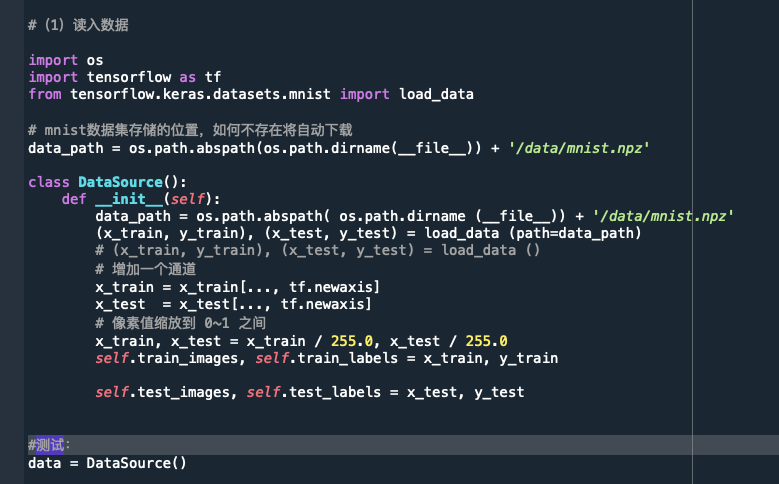 # (1) 读入数据
import os
import tensorflow as tf
from tensorflow.keras.datasets.mnist import load_data
# mnist数据集存储的位置，如何不存在将自动下载
data_path = os.path.abspath(os.path.dirname(__file__)) + '/data/mnist.npz'
class DataSource():
    def __init__(self):
        data_path = os.path.abspath( os.path.dirname (__file__)) + '/data/mnist.npz'
        (x_train, y_train), (x_test, y_test) = load_data (path=data_path)
        # (x_train, y_train), (x_test, y_test) = load_data ()
        # 增加一个通道
        x_train = x_train[..., tf.newaxis]
        x_test  = x_test[..., tf.newaxis]
        # 像素值缩放到 0~1 之间
        x_train, x_test = x_train / 255.0, x_test / 255.0
        self.train_images, self.train_labels = x_train, y_train
        self.test_images, self.test_labels = x_test, y_test
#测试:
data = DataSource()